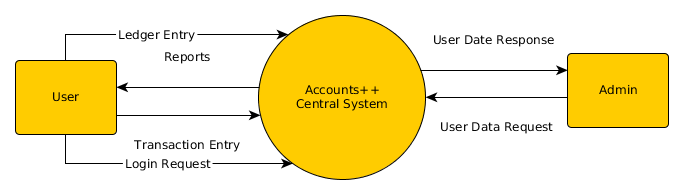 Ledger Entry
Reports
User
Transaction Entry
Login Request
Accounts++
Central System
User Date Response
Admin
User Data Request